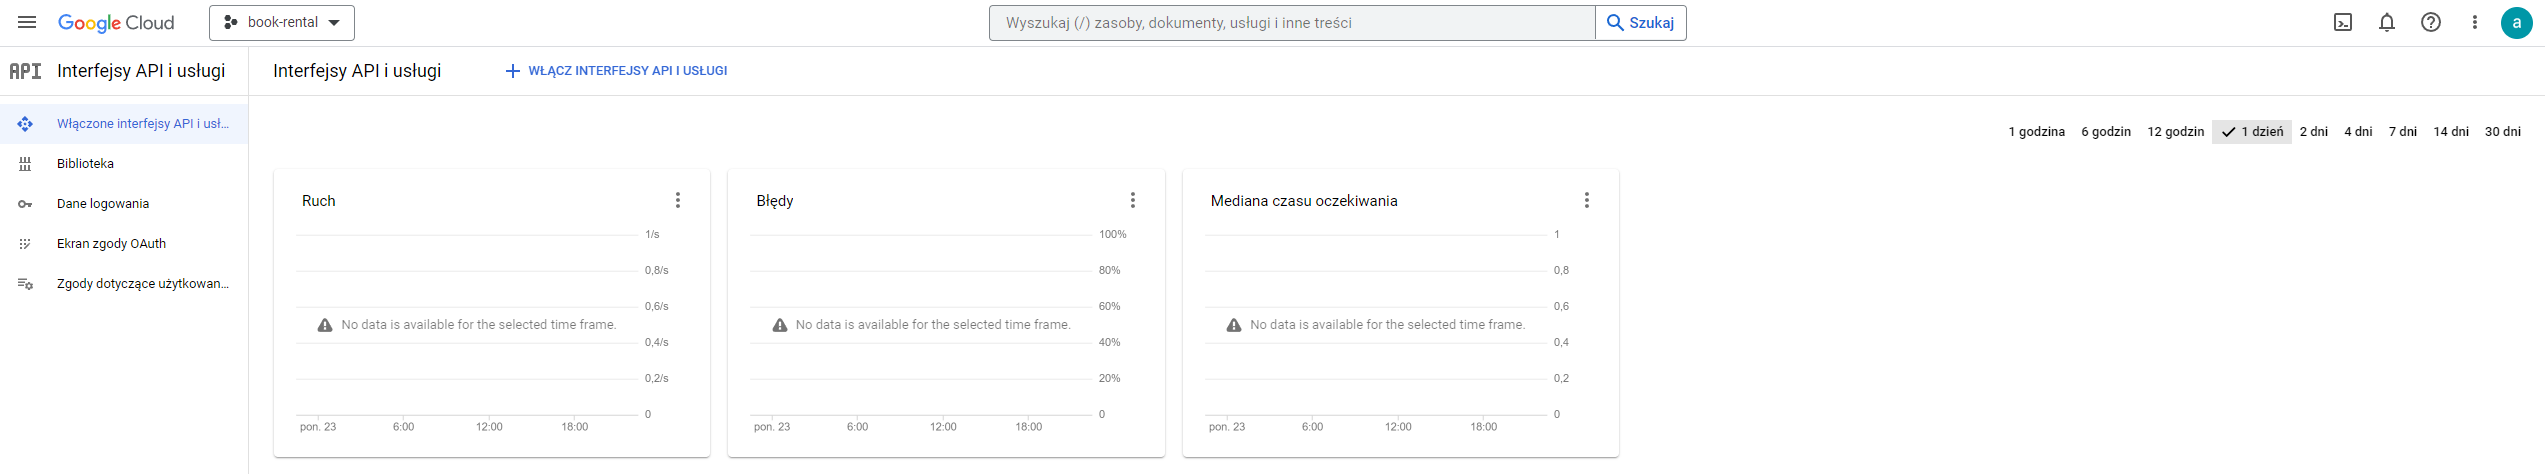 Google Cloud
book-rental
Wyszukaj (/) zasoby, dokumenty, usługi i inne treści
Szukaj
a
API Interfejsy API i usługi
Interfejsy API i usługi
WŁĄCZ INTERFEJSY API I USŁUGI
Włączone interfejsy API i usł...
Biblioteka
Dane logowania
Ekran zgody OAuth
Zgody dotyczące użytkowan...
1 godzina 6 godzin 12 godzin 1 dzień 2 dni 4 dni 7 dni 14 dni 30 dni
Ruch
1/s
0,8/s
0,6/s
No data is available for the selected time frame.
0,4/s
0,2/s
0
pon. 23 6:00 12:00 18:00
Błędy
100%
80%
60%
No data is available for the selected time frame.
40%
20%
0
pon. 23 6:00 12:00 18:00
Mediana czasu oczekiwania
1
0,8
0,6
No data is available for the selected time frame.
0,4
0,2
0
pon. 23 6:00 12:00 18:00